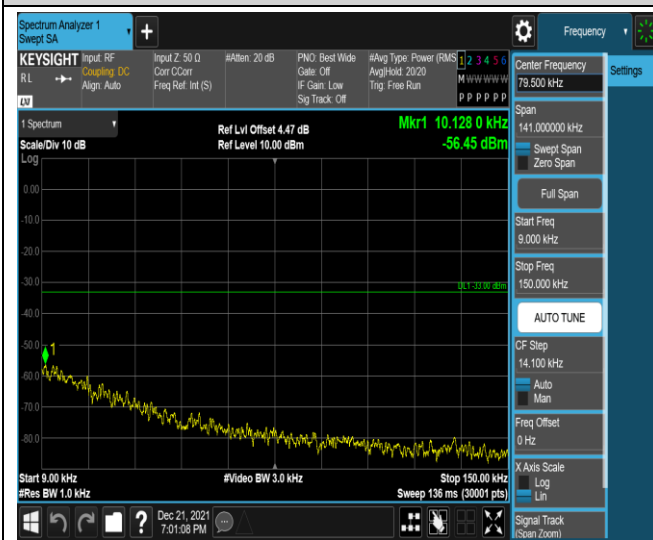 Spectrum Analyzer 1
Swept SA
Frequency
KEYSIGHT
RL
LXI
Input: RF
Coupling: DC
Align: Auto
Input Z: 50 Ω
Corr CCorr
Freq Ref: Int (S)
#Atten: 20 dB
PNO: Best Wide
Gate: Off
IF Gain: Low
Sig Track: Off
#Avg Type: Power (RMS
Avg|Hold: 20/20
Trig: Free Run
1 2 3 4 5 6
M W W W W W
P P P P P P
1 Spectrum
Scale/Div 10 dB
Log
Ref Lvl Offset 4.47 dB
Ref Level 10.00 dBm
Mkr1 10.128 0 kHz
-56.45 dBm
0.00
-10.0
-20.0
-30.0
DL1 -33.00 dBm
-40.0
-50.0
1
-60.0
-70.0
-80.0
Start 9.00 kHz
#Res BW 1.0 kHz
#Video BW 3.0 kHz
Stop 150.00 kHz
Sweep 136 ms (30001 pts)
Dec 21, 2021
7:01:08 PM
Center Frequency
79.500 kHz
Settings
Span
141.000000 kHz
Swept Span
Zero Span
Full Span
Start Freq
9.000 kHz
Stop Freq
150.000 kHz
AUTO TUNE
CF Step
14.100 kHz
Auto
Man
Freq Offset
0 Hz
X Axis Scale
Log
Lin
Signal Track
(Span Zoom)